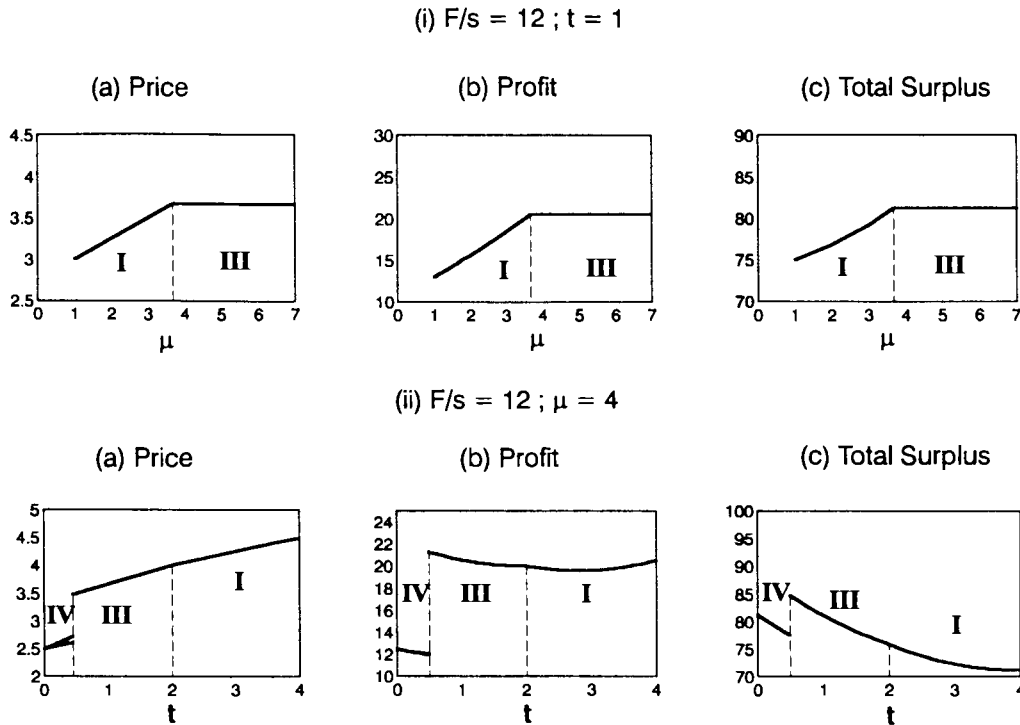 (i) F/s = 12 ; t = 1
(a) Price
(b) Profit
(c) Total Surplus
4.5
4
3.5
3
2.5
I
III
0 1 2 3 4 5 6 7
μ
30
25
20
15
10
I
III
0 1 2 3 4 5 6 7
μ
90
85
80
75
70
I
III
0 1 2 3 4 5 6 7
μ
(ii) F/s = 12 ; μ = 4
(a) Price
(b) Profit
(c) Total Surplus
5
4.5
4
3.5
3
2.5
2
IV
III
I
0 1 2 3 4
t
24
22
20
18
16
14
12
10
IV
III
I
0 1 2 3 4
t
100
95
90
85
80
75
70
IV
III
I
0 1 2 3 4
t